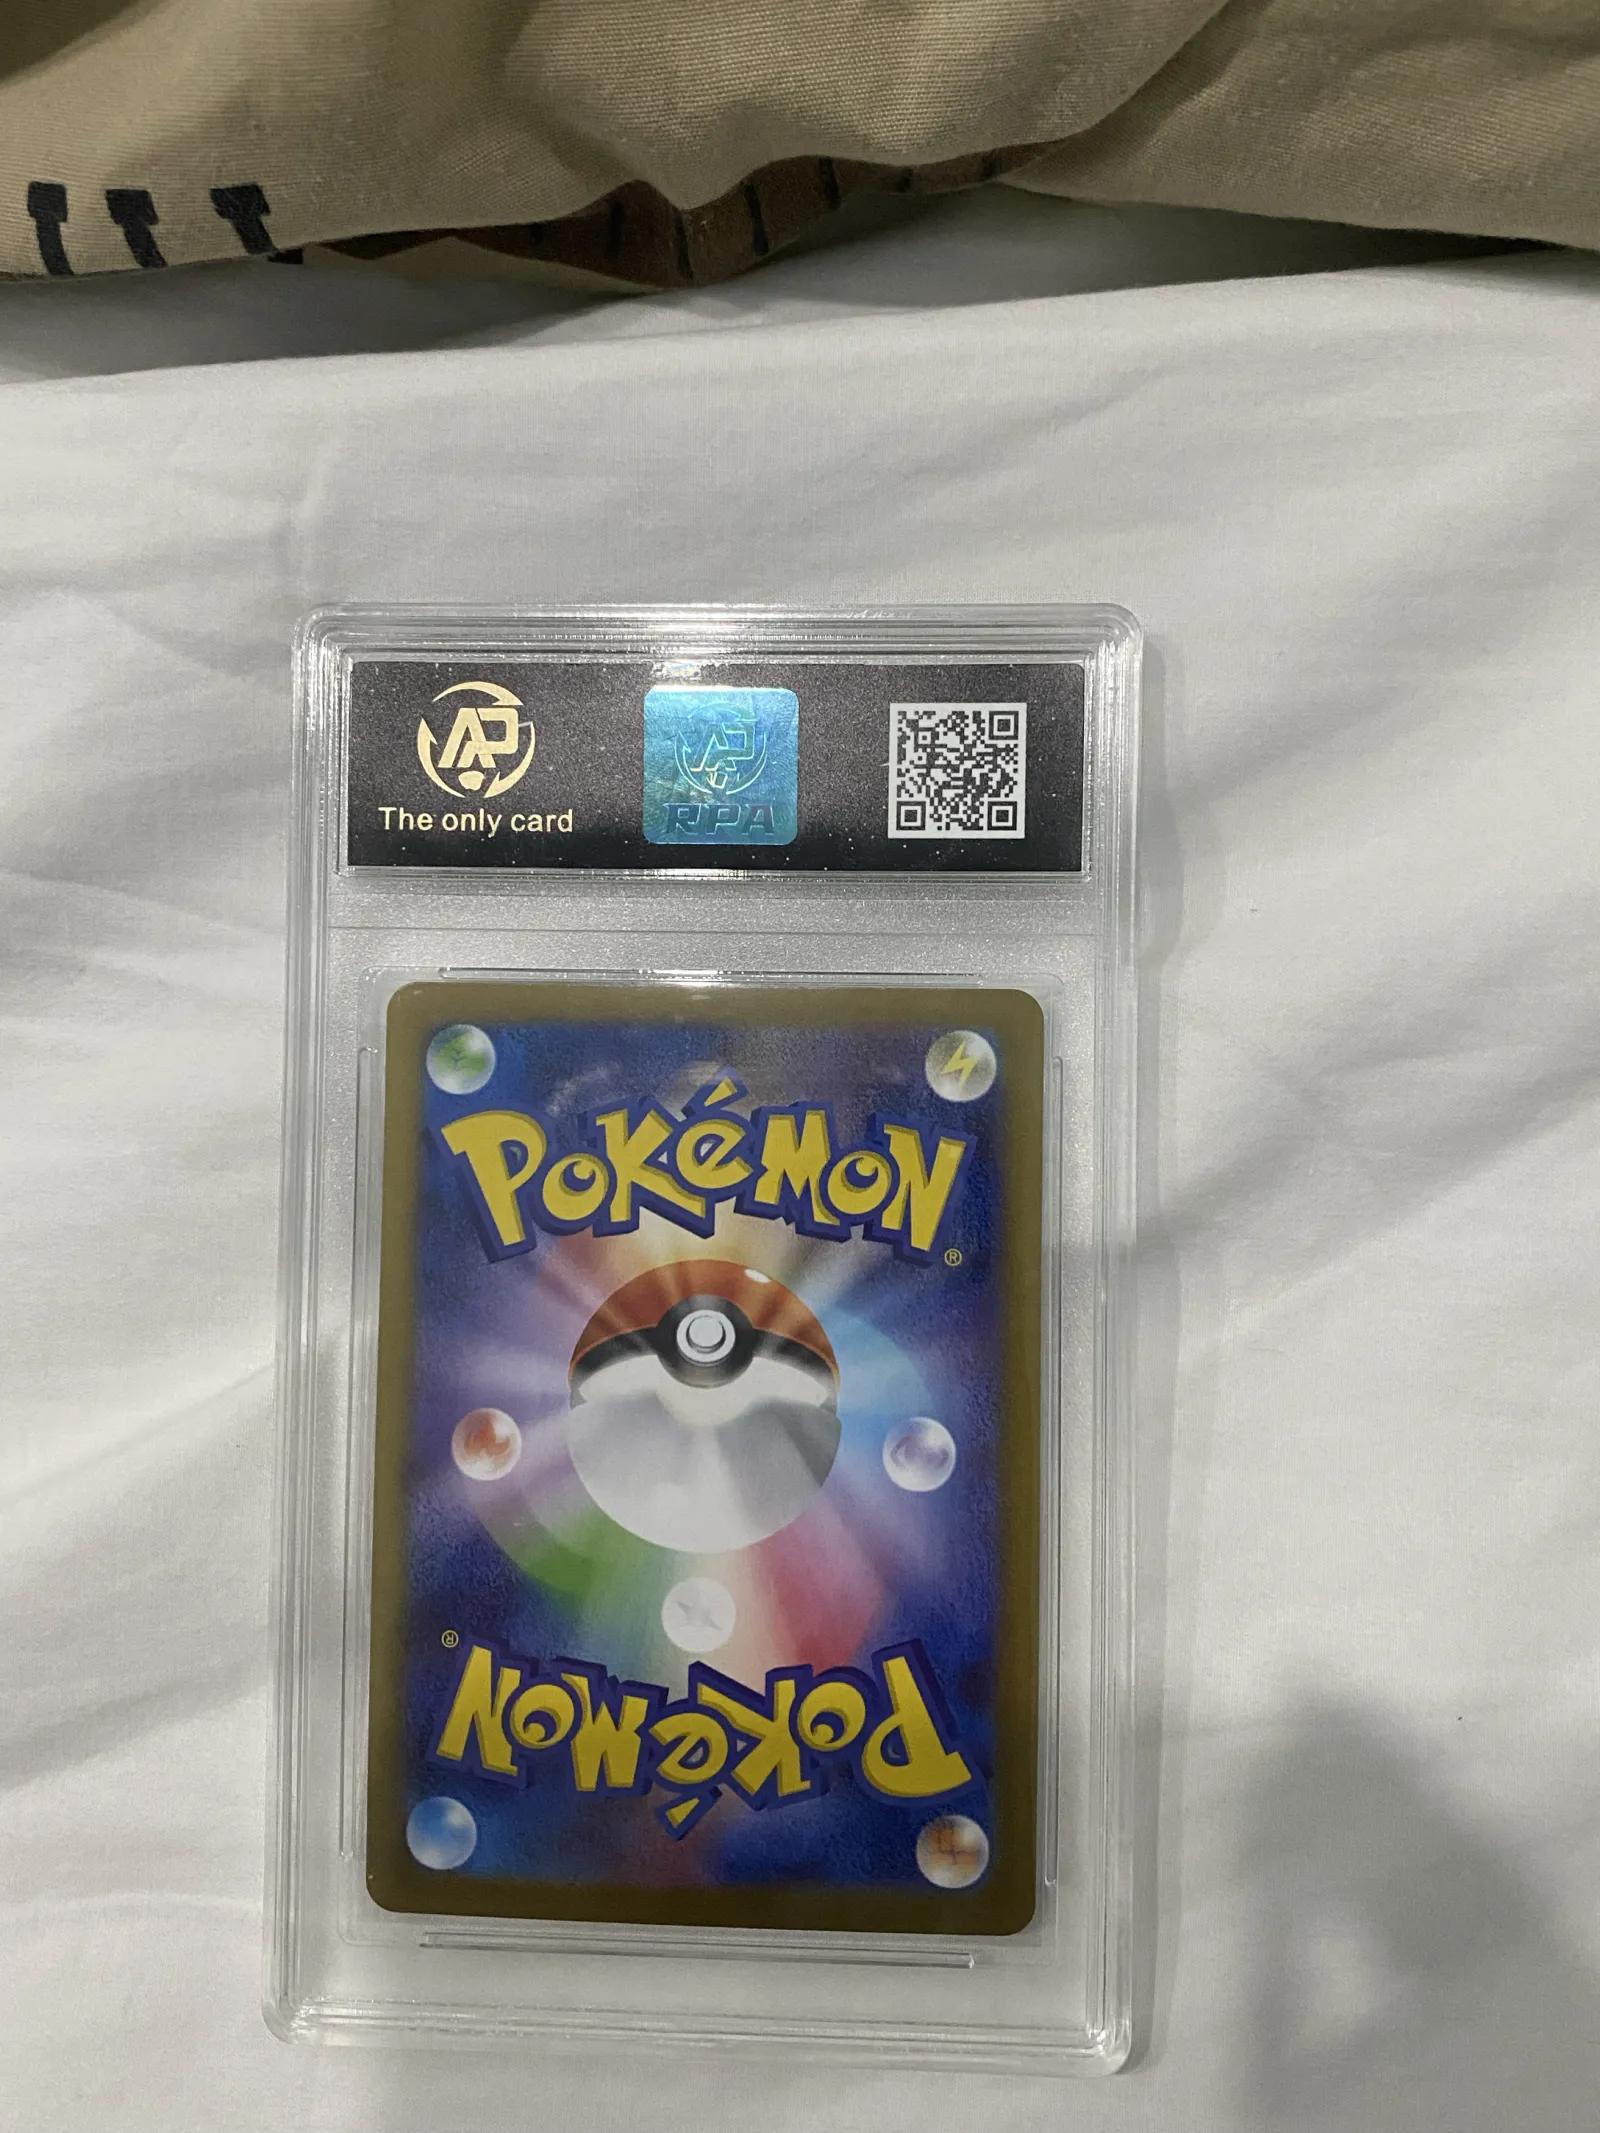 The only card
RPA
POKéMON
®
®
POKéMON